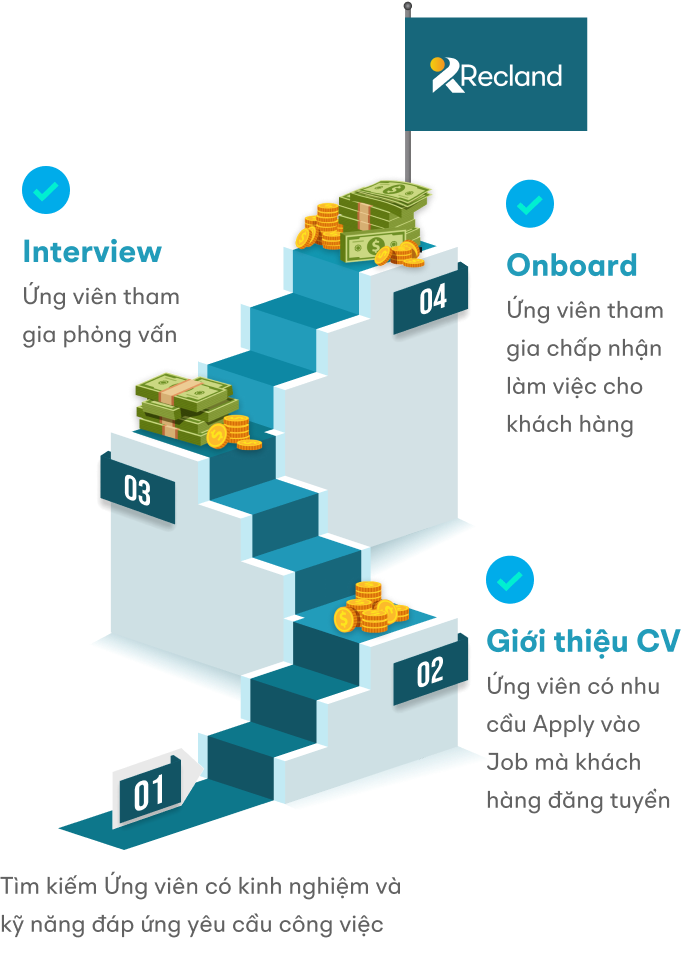 Recland
Interview
Ứng viên tham
gia phỏng vấn
Onboard
Ứng viên tham
gia chấp nhận
làm việc cho
khách hàng
04
03
Giới thiệu CV
Ứng viên có nhu
cầu Apply vào
Job mà khách
hàng đăng tuyển
02
01
Tìm kiếm Ứng viên có kinh nghiệm và
kỹ năng đáp ứng yêu cầu công việc